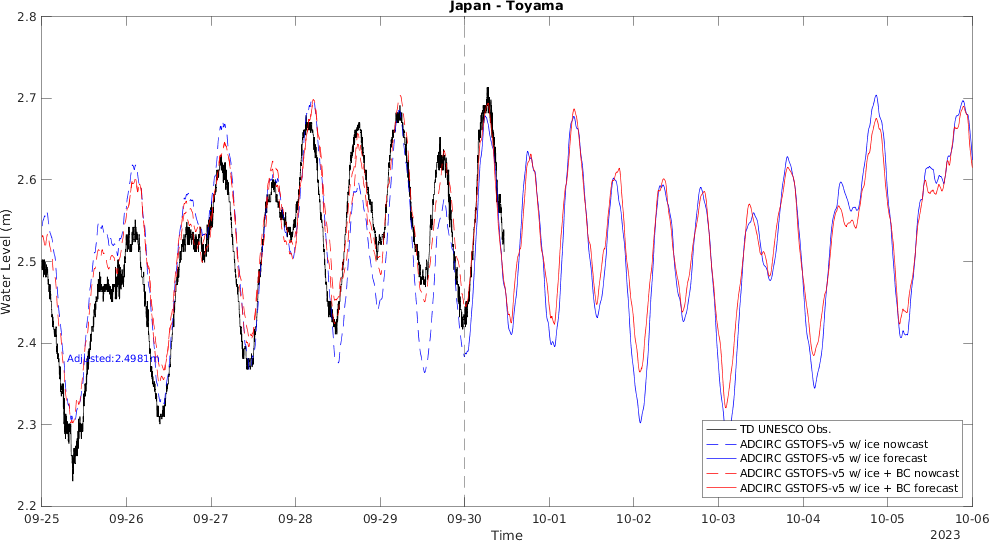 Japan - Toyama
Water Level (m)
2.8
2.7
2.6
2.5
2.4
2.3
2.2
Adjusted:2.4981m
09-25
09-26
09-27
09-28
09-29
09-30
10-01
10-02
10-03
10-04
10-05
10-06
Time
2023
TD UNESCO Obs.
ADCIRC GSTOFS-v5 w/ ice nowcast
ADCIRC GSTOFS-v5 w/ ice forecast
ADCIRC GSTOFS-v5 w/ ice + BC nowcast
ADCIRC GSTOFS-v5 w/ ice + BC forecast